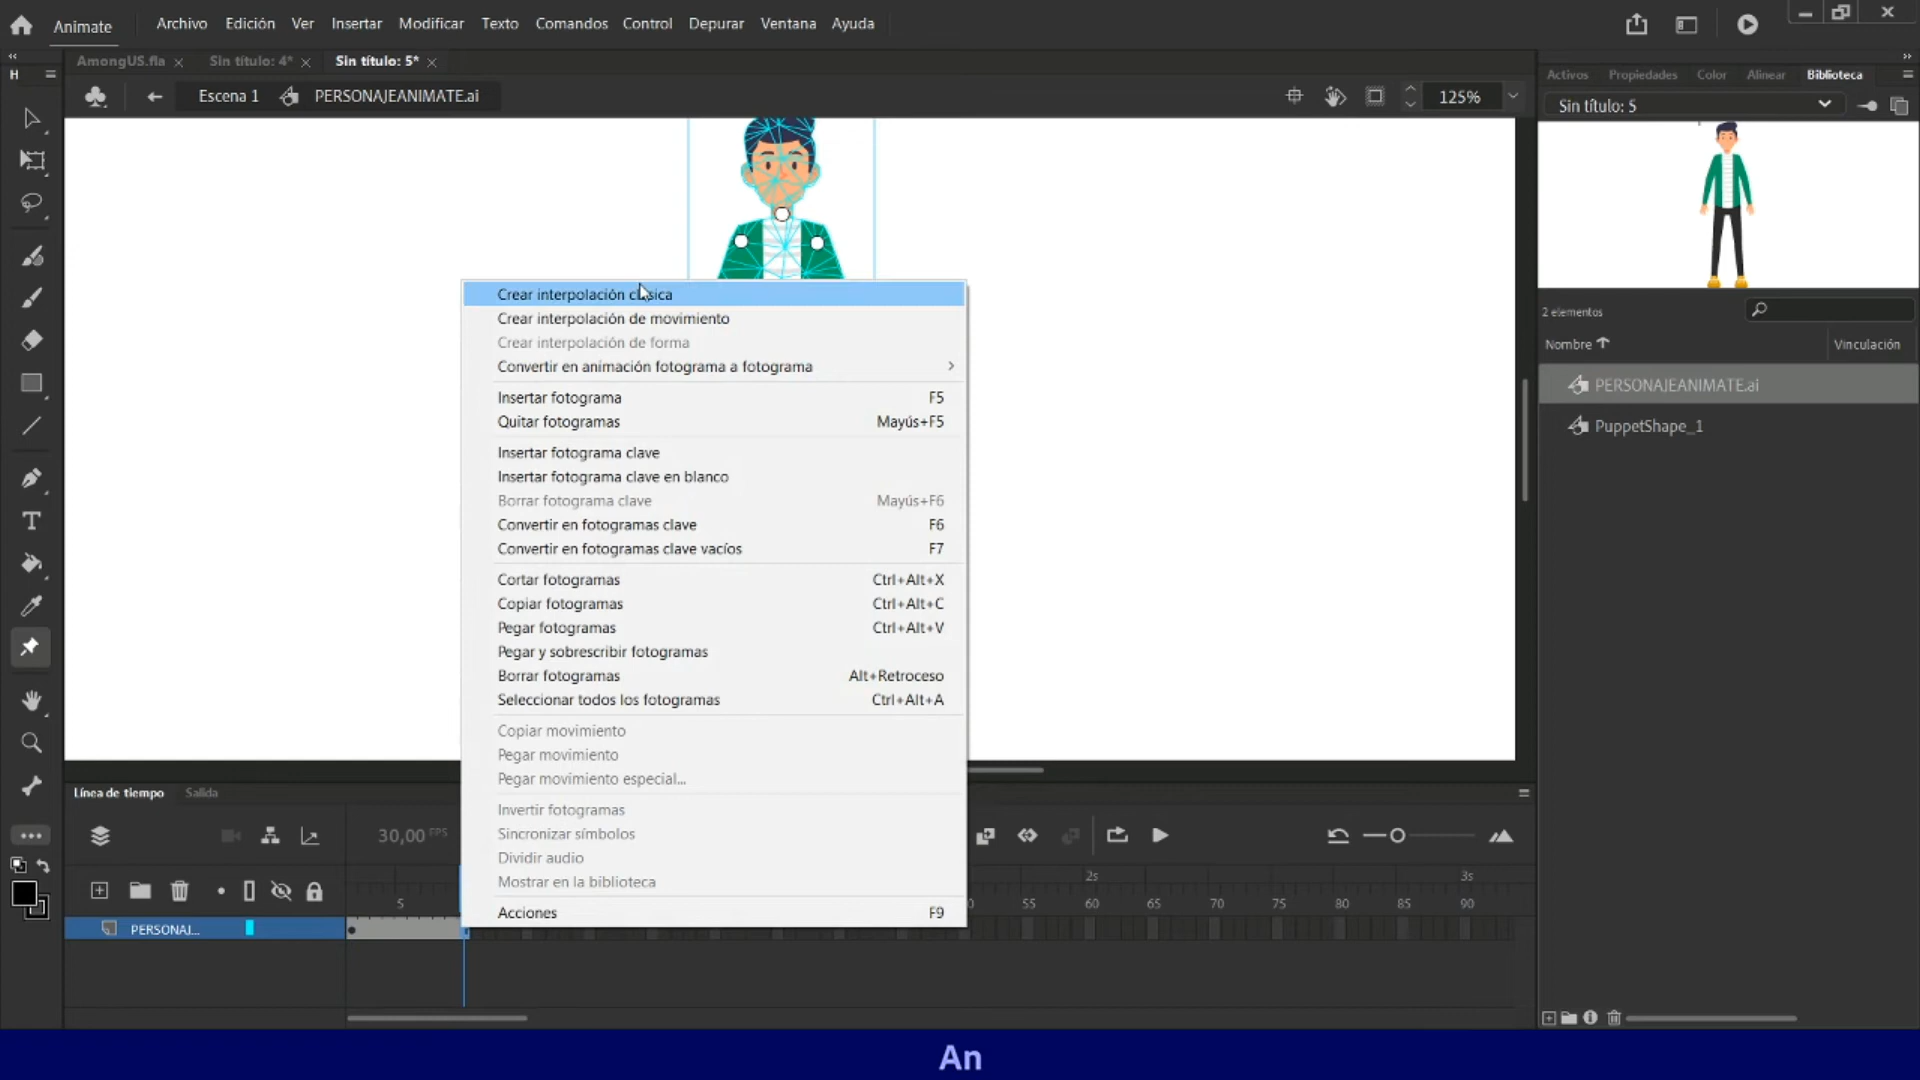 Animate Archivo Edición Ver Insertar Modificar Texto Comandos Control Depurar Ventana Ayuda
AmongUS.fla Sin título: 4* Sin título: 5*
H
Activos Propiedades Color Alinear Biblioteca
Escena 1 PERSONAJEANIMATE.ai 125%
Sin título: 5
2 elementos
Nombre Vinculación
PERSONAJEANIMATE.ai
PuppetShape_1
Crear interpolación clásica
Crear interpolación de movimiento
Crear interpolación de forma
Convertir en animación fotograma a fotograma
Insertar fotograma F5
Quitar fotogramas Mayús+F5
Insertar fotograma clave
Insertar fotograma clave en blanco
Borrar fotograma clave Mayús+F6
Convertir en fotogramas clave F6
Convertir en fotogramas clave vacíos F7
Cortar fotogramas Ctrl+Alt+X
Copiar fotogramas Ctrl+Alt+C
Pegar fotogramas Ctrl+Alt+V
Pegar y sobrescribir fotogramas
Borrar fotogramas Alt+Retroceso
Seleccionar todos los fotogramas Ctrl+Alt+A
Copiar movimiento
Pegar movimiento
Pegar movimiento especial...
Invertir fotogramas
Sincronizar símbolos
Dividir audio
Mostrar en la biblioteca
Acciones F9
Línea de tiempo Salida
30,00 FPS
2s 3s
5 0 55 60 65 70 75 80 85 90
PERSONAJ...
An